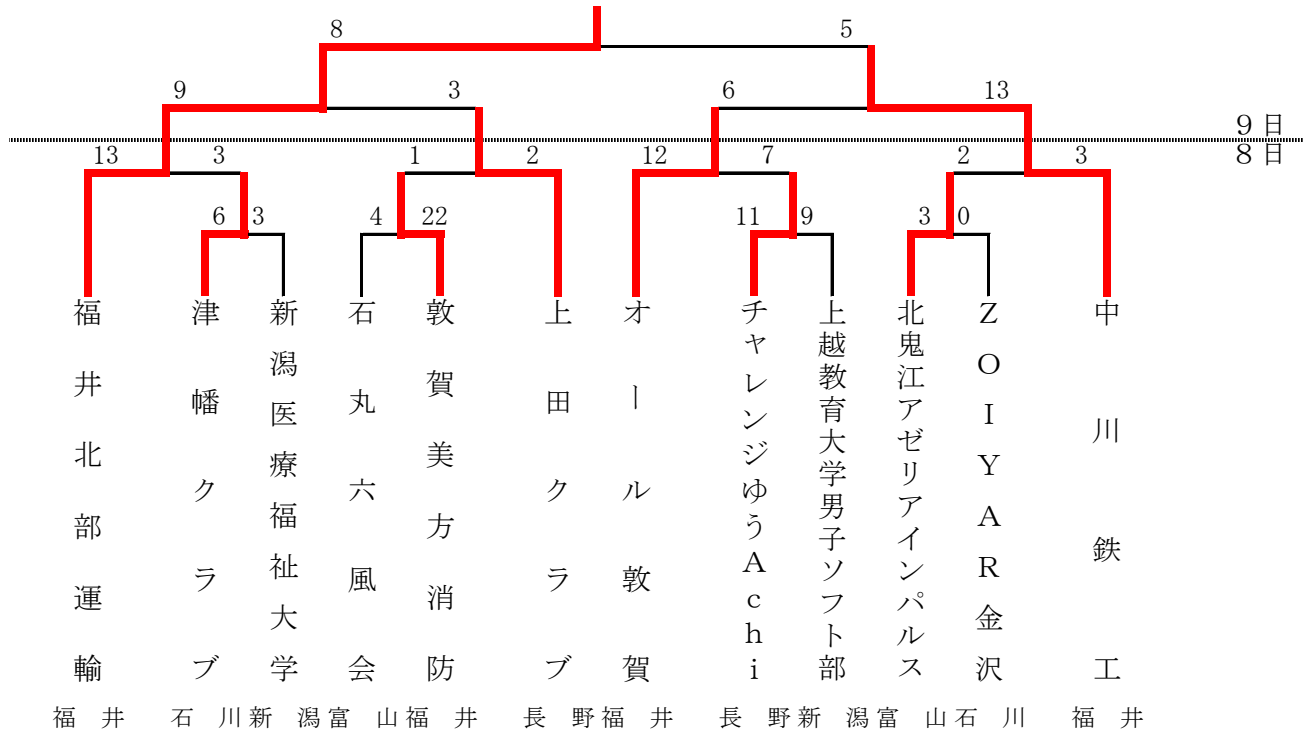 8 5
9 3 6 13
９日
13 3 1 2 12 7 2 3
８日
6 3 4 22 11 9 3 0
福井北部運輸
津幡クラブ
新潟医療福祉大学
石丸六風会
敦賀美方消防
上田クラブ
オール敦賀
チャレンジゆうＡｃｈｉ
上越教育大学男子ソフト部
北鬼江アゼリアインパルス
ＺＯＩＹＡＲ金沢
中川鉄工
福井 石川 新潟 富山 福井 長野 福井 長野 新潟 富山 石川 福井